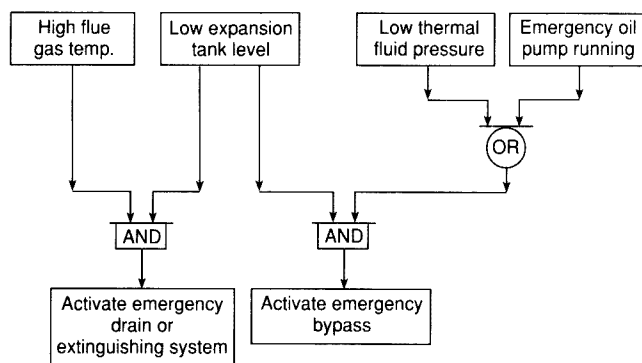 High flue
gas temp.
Low expansion
tank level
Low thermal
fluid pressure
Emergency oil
pump running
OR
AND
AND
Activate emergency
drain or
extinguishing system
Activate emergency
bypass